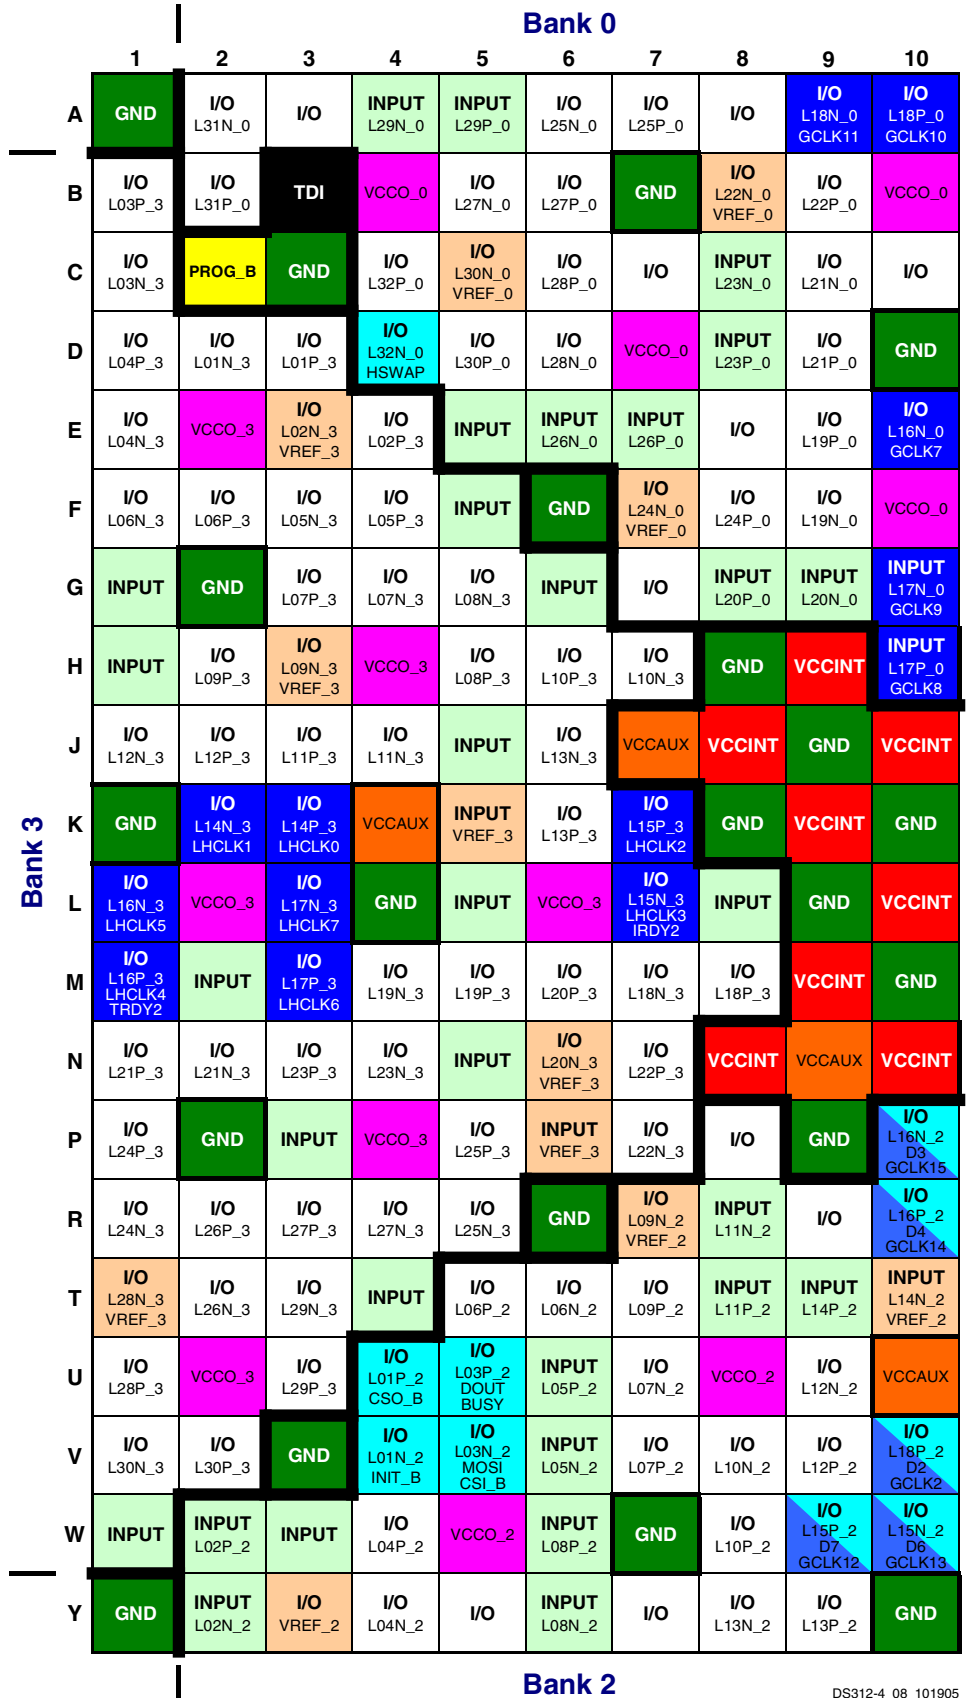 Bank 0
1 2 3 4 5 6 7 8 9 10
A GND I/O L31N_0 I/O INPUT L29N_0 INPUT L29P_0 I/O L25N_0 I/O L25P_0 I/O I/O L18N_0 GCLK11 I/O L18P_0 GCLK10
B I/O L03P_3 I/O L31P_0 TDI VCCO_0 I/O L27N_0 I/O L27P_0 GND I/O L22N_0 VREF_0 I/O L22P_0 VCCO_0
C I/O L03N_3 PROG_B GND I/O L32P_0 I/O L30N_0 VREF_0 I/O L28P_0 I/O INPUT L23N_0 I/O L21N_0 I/O
D I/O L04P_3 I/O L01N_3 I/O L01P_3 I/O L32N_0 HSWAP I/O L30P_0 I/O L28N_0 VCCO_0 INPUT L23P_0 I/O L21P_0 GND
E I/O L04N_3 VCCO_3 I/O L02N_3 VREF_3 I/O L02P_3 INPUT INPUT L26N_0 INPUT L26P_0 I/O I/O L19P_0 I/O L16N_0 GCLK7
F I/O L06N_3 I/O L06P_3 I/O L05N_3 I/O L05P_3 INPUT GND I/O L24N_0 VREF_0 I/O L24P_0 I/O L19N_0 VCCO_0
G INPUT GND I/O L07P_3 I/O L07N_3 I/O L08N_3 INPUT I/O INPUT L20P_0 INPUT L20N_0 INPUT L17N_0 GCLK9
H INPUT I/O L09P_3 I/O L09N_3 VREF_3 VCCO_3 I/O L08P_3 I/O L10P_3 I/O L10N_3 GND VCCINT INPUT L17P_0 GCLK8
J I/O L12N_3 I/O L12P_3 I/O L11P_3 I/O L11N_3 INPUT I/O L13N_3 VCCAUX VCCINT GND VCCINT
Bank 3
K GND I/O L14N_3 LHCLK1 I/O L14P_3 LHCLK0 VCCAUX INPUT VREF_3 I/O L13P_3 I/O L15P_3 LHCLK2 GND VCCINT GND
L I/O L16N_3 LHCLK5 VCCO_3 I/O L17N_3 LHCLK7 GND INPUT VCCO_3 I/O L15N_3 LHCLK3 IRDY2 INPUT GND VCCINT
M I/O L16P_3 LHCLK4 TRDY2 INPUT I/O L17P_3 LHCLK6 I/O L19N_3 I/O L19P_3 I/O L20P_3 I/O L18N_3 I/O L18P_3 VCCINT GND
N I/O L21P_3 I/O L21N_3 I/O L23P_3 I/O L23N_3 INPUT I/O L20N_3 VREF_3 I/O L22P_3 VCCINT VCCAUX VCCINT
P I/O L24P_3 GND INPUT VCCO_3 I/O L25P_3 INPUT VREF_3 I/O L22N_3 I/O GND I/O L16N_2 D3 GCLK15
R I/O L24N_3 I/O L26P_3 I/O L27P_3 I/O L27N_3 I/O L25N_3 GND I/O L09N_2 VREF_2 INPUT L11N_2 I/O I/O L16P_2 D4 GCLK14
T I/O L28N_3 VREF_3 I/O L26N_3 I/O L29N_3 INPUT I/O L06P_2 I/O L06N_2 I/O L09P_2 INPUT L11P_2 INPUT L14P_2 INPUT L14N_2 VREF_2
U I/O L28P_3 VCCO_3 I/O L29P_3 I/O L01P_2 CSO_B I/O L03P_2 DOUT BUSY INPUT L05P_2 I/O L07N_2 VCCO_2 I/O L12N_2 VCCAUX
V I/O L30N_3 I/O L30P_3 GND I/O L01N_2 INIT_B I/O L03N_2 MOSI CSI_B INPUT L05N_2 I/O L07P_2 I/O L10N_2 I/O L12P_2 I/O L18P_2 D2 GCLK2
W INPUT INPUT L02P_2 INPUT I/O L04P_2 VCCO_2 INPUT L08P_2 GND I/O L10P_2 I/O L15P_2 D7 GCLK12 I/O L15N_2 D6 GCLK13
Y GND INPUT L02N_2 I/O VREF_2 I/O L04N_2 I/O INPUT L08N_2 I/O I/O L13N_2 I/O L13P_2 GND
Bank 2
DS312-4_08_101905